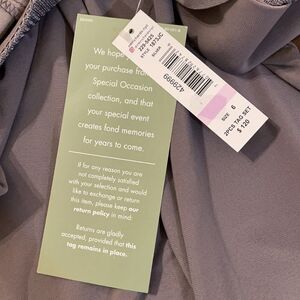 We hope
your purchase from
Special Occasion
collection, and that
your special event
creates fond memories
for years to come.
If for any reason you are
not completely satisfied
with your selection and would
like to exchange or return
this item, please keep our
return policy in mind.
Returns are gladly
accepted, provided that this
tag remains in place.
STYLE 1873JC
429999
SIZE 6
2PCS TAG SET
$ 120